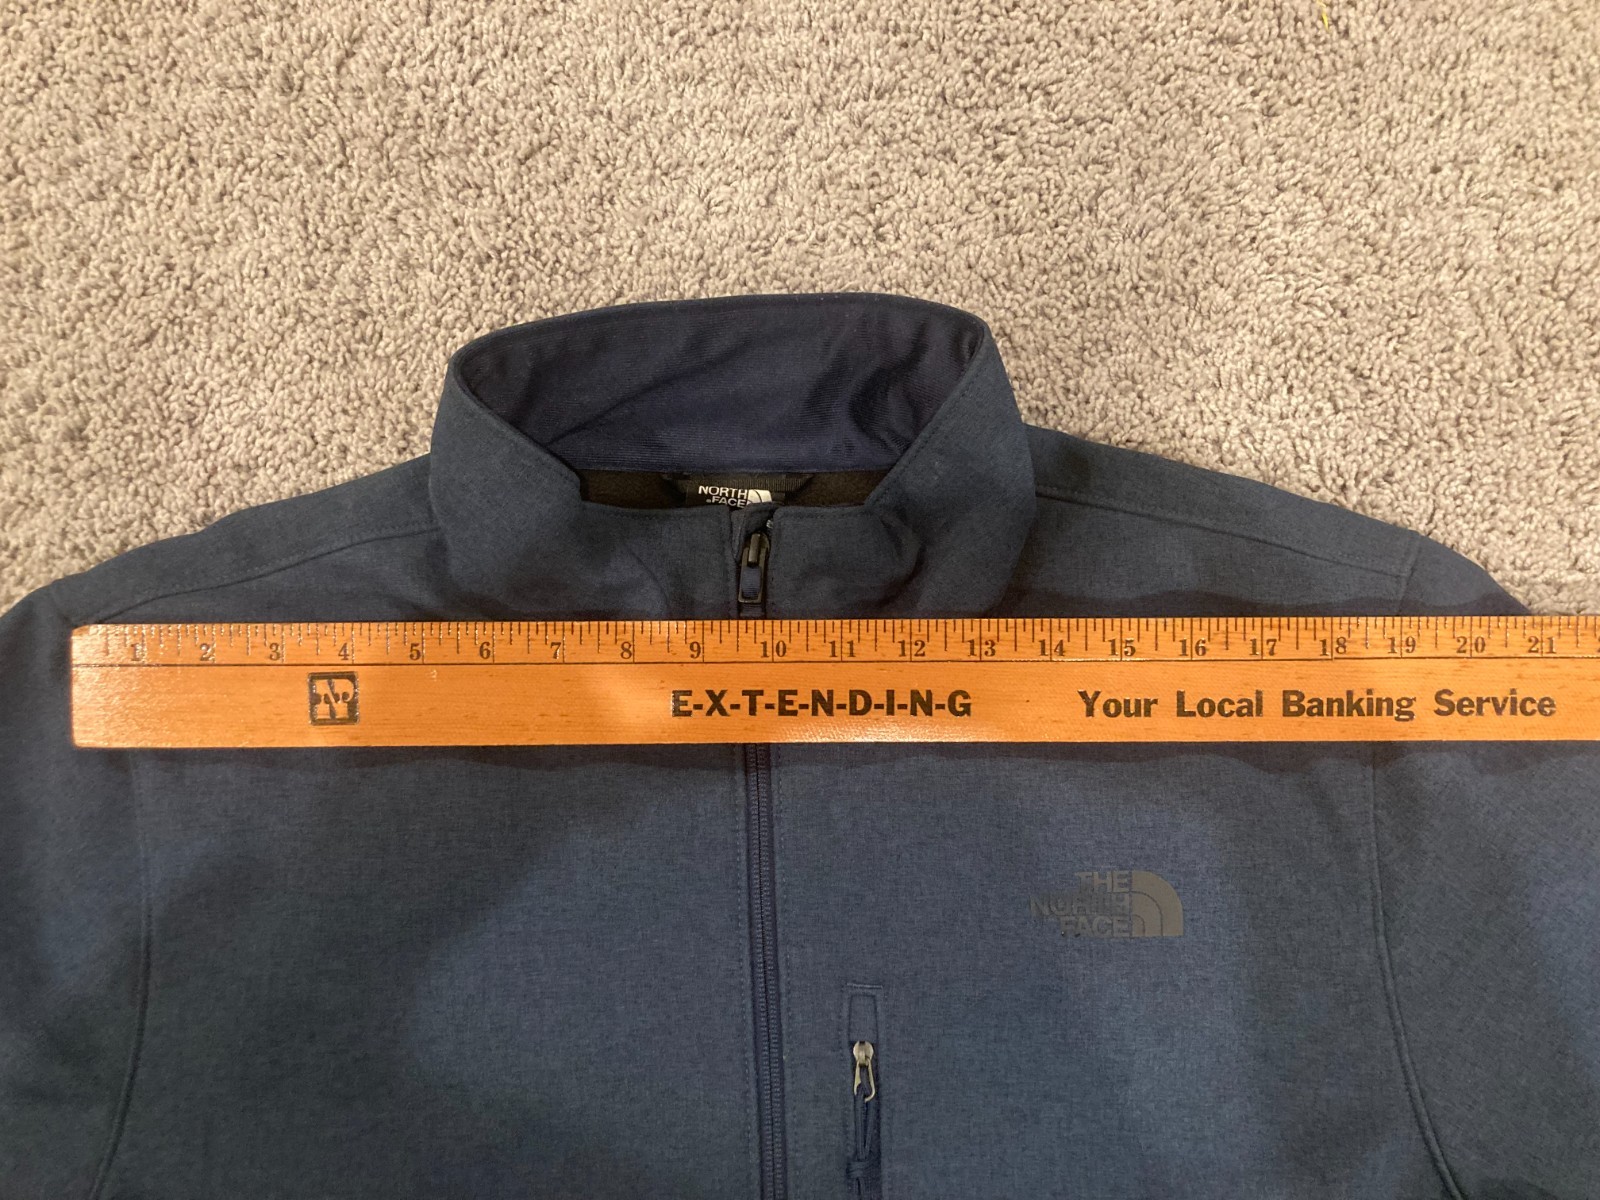 NORTH
FACE
1 2 3 4 5 6 7 8 9 10 11 12 13 14 15 16 17 18 19 20 21
E-X-T-E-N-D-I-N-G Your Local Banking Service
THE
NORTH
FACE